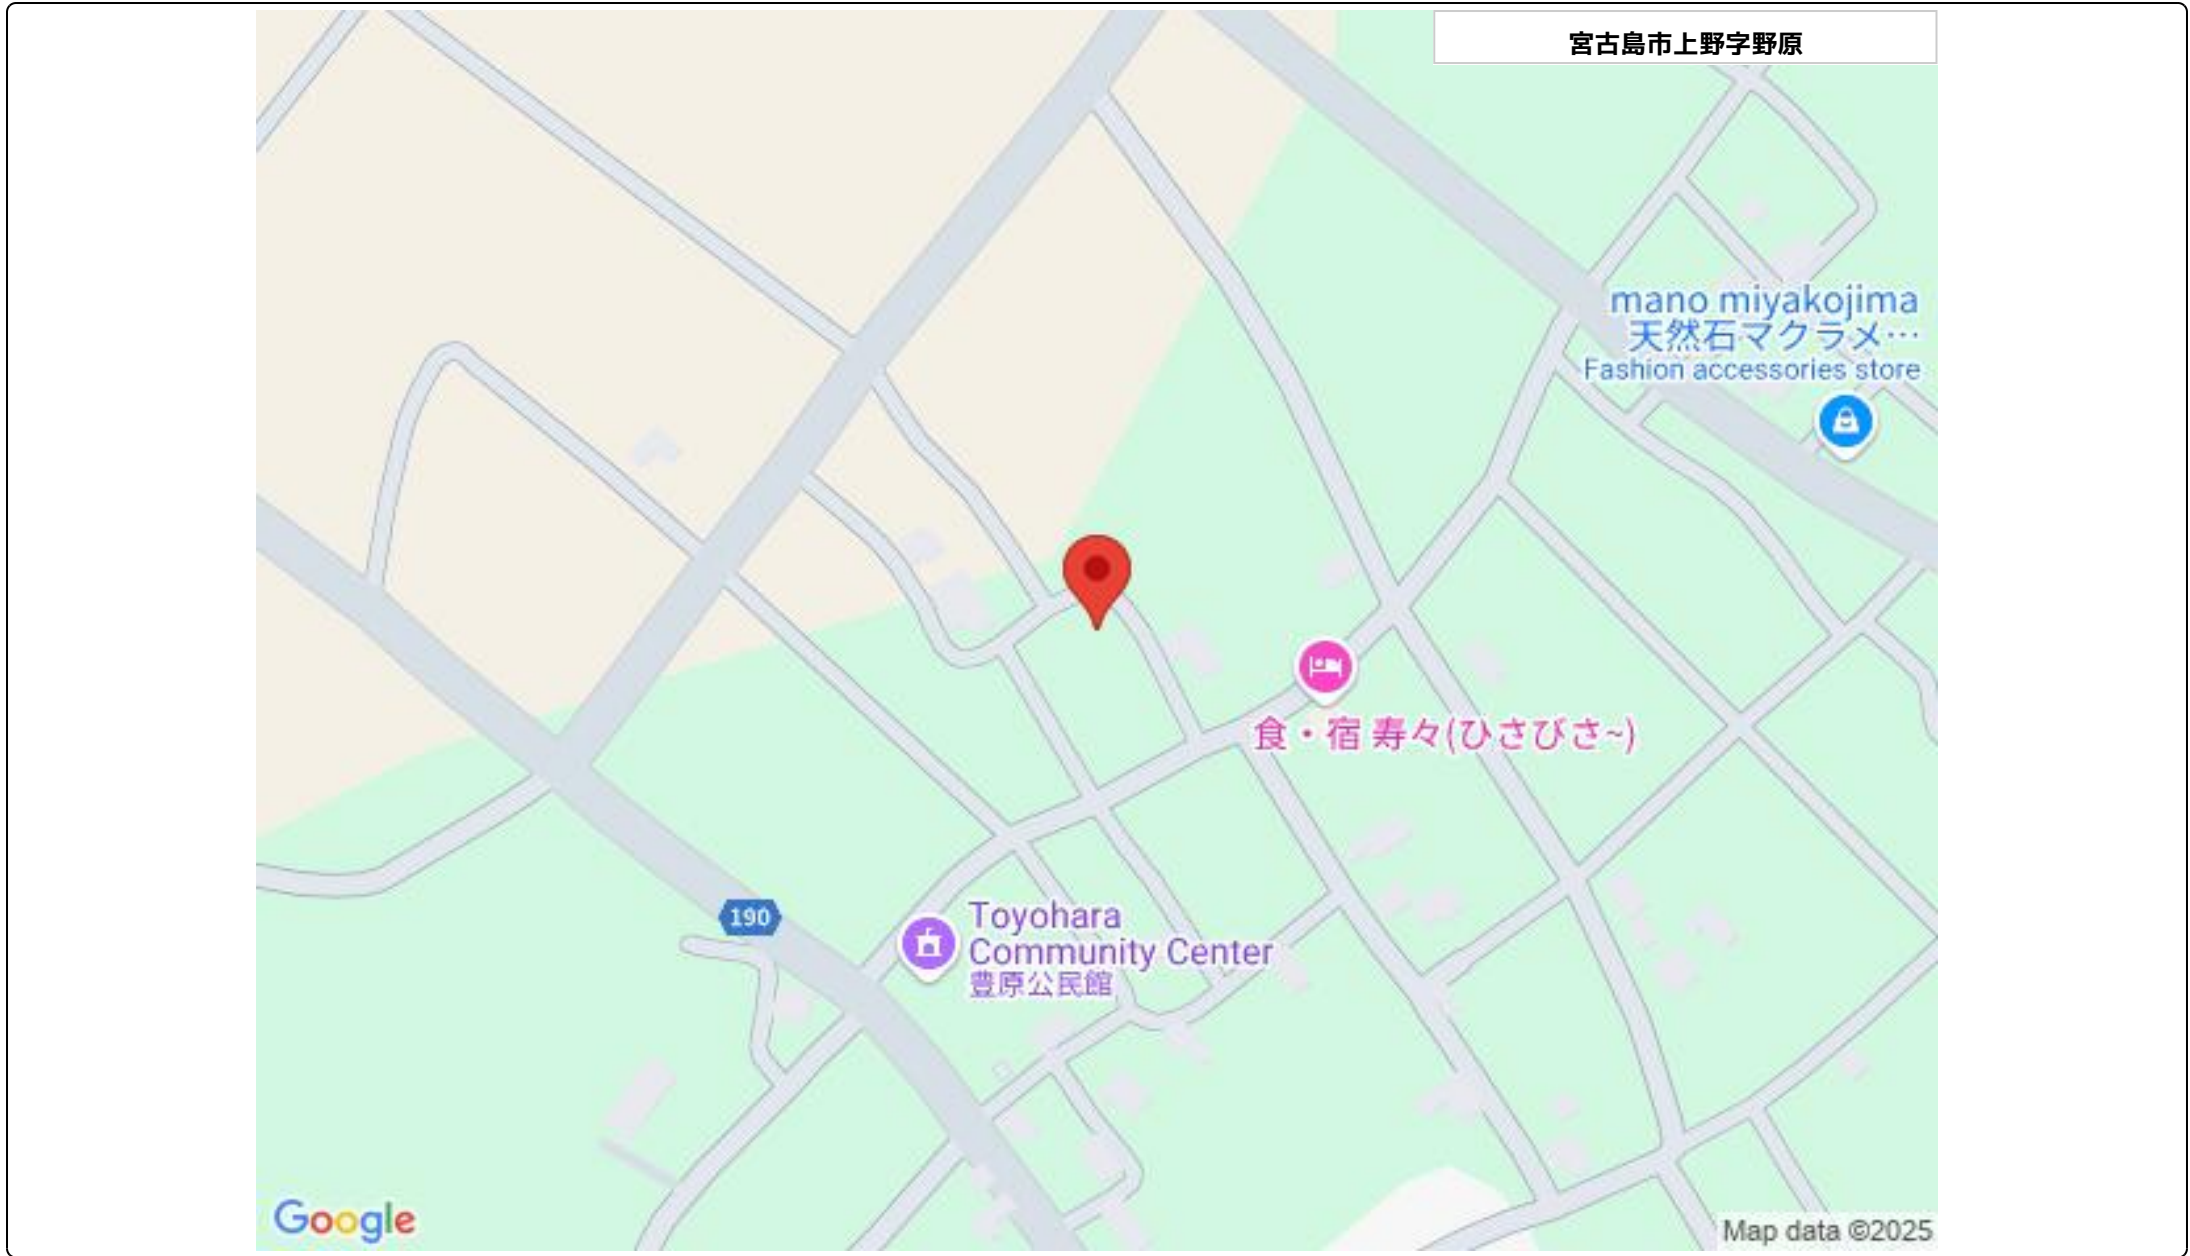 宮古島市上野字野原
mano miyakojima
天然石マクラメ…
Fashion accessories store
食・宿 寿々(ひさびさ~)
190
Toyohara
Community Center
豊原公民館
Google
Map data ©2025